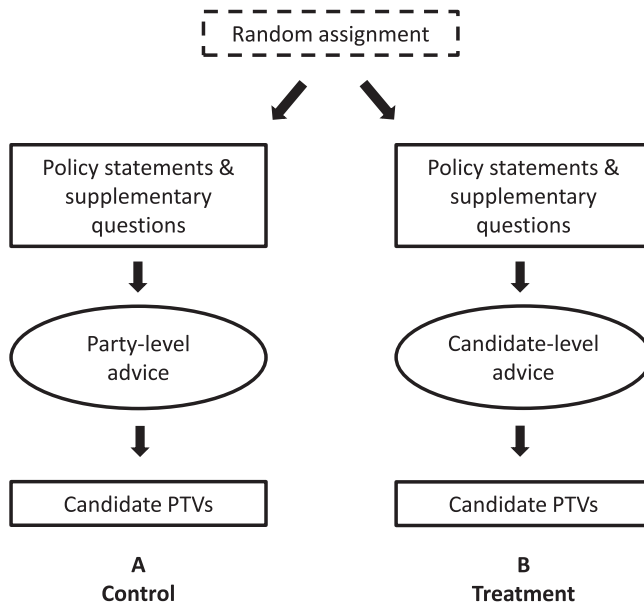 Random assignment
Policy statements &
supplementary
questions
Policy statements &
supplementary
questions
Party-level
advice
Candidate-level
advice
Candidate PTVs
Candidate PTVs
A
Control
B
Treatment